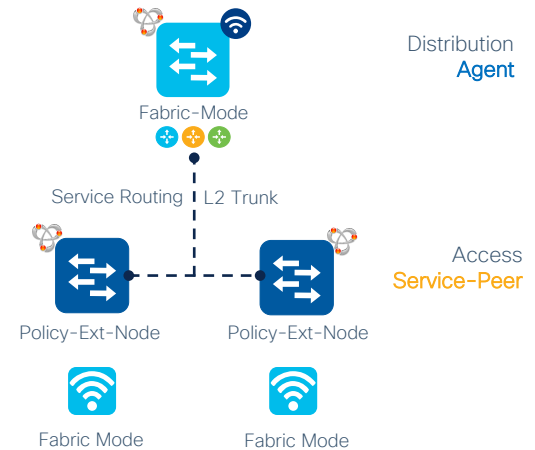 Distribution
Agent
Fabric-Mode
Service Routing
L2 Trunk
Access
Service-Peer
Policy-Ext-Node
Policy-Ext-Node
Fabric Mode
Fabric Mode